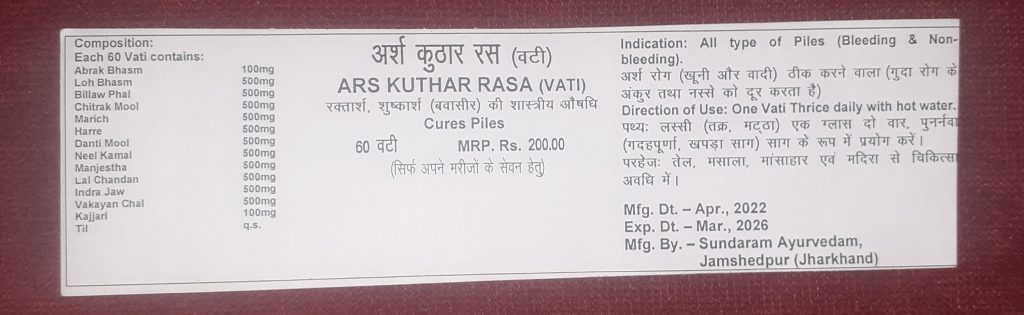 Composition:
Each 60 Vati contains:
Abrak Bhasm 100mg
Loh Bhasm 500mg
Billaw Phal 500mg
Chitrak Mool 500mg
Marich 500mg
Harre 500mg
Danti Mool 500mg
Neel Kamal 500mg
Manjestha 500mg
Lal Chandan 500mg
Indra Jaw 500mg
Vakayan Chal 500mg
Kajjari 100mg
Til q.s.
अर्श कुठार रस (वटी)
ARS KUTHAR RASA (VATI)
रक्तार्श, शुष्कार्श (बवासीर) की शास्त्रीय औषधि
Cures Piles
60 वटी MRP. Rs. 200.00
(सिर्फ अपने मरीजों के सेवन हेतु)
Indication: All type of Piles (Bleeding & Non-
bleeding).
अर्श रोग (खूनी और वादी) ठीक करने वाला (गुदा रोग के
अंकुर तथा नस्से को दूर करता है)
Direction of Use: One Vati Thrice daily with hot water.
पथ्यः लस्सी (तक्र, मट्ठा) एक ग्लास दो वार, पुनर्नवा
(गदहपूर्णा, खपड़ा साग) साग के रूप में प्रयोग करें।
परहेजः तेल, मसाला, मांसाहार एवं मदिरा से चिकित्सा
अवधि में।
Mfg. Dt. – Apr., 2022
Exp. Dt. – Mar., 2026
Mfg. By. – Sundaram Ayurvedam,
Jamshedpur (Jharkhand)